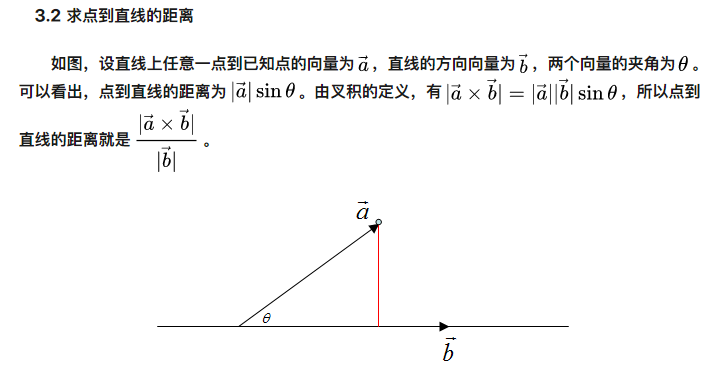 3.2 求点到直线的距离
如图，设直线上任意一点到已知点的向量为 $\vec{a}$，直线的方向向量为 $\vec{b}$，两个向量的夹角为 θ。
可以看出，点到直线的距离为 $|\vec{a}|\sin\theta$。由叉积的定义，有 $|\vec{a}\times\vec{b}|=|\vec{a}||\vec{b}|\sin\theta$，所以点到
直线的距离就是 $\dfrac{|\vec{a}\times\vec{b}|}{|\vec{b}|}$ 。
$\vec{a}$
θ
$\vec{b}$